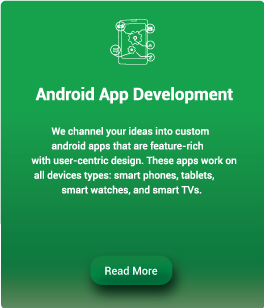 Android App Development
We channel your ideas into custom
android apps that are feature-rich
with user-centric design. These apps work on
all devices types: smart phones, tablets,
smart watches, and smart TVs.
Read More